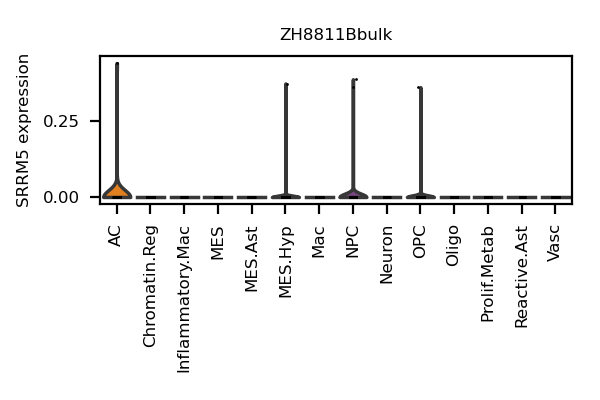 ZH8811Bbulk
SRRM5 expression
0.25
0.00
AC
Chromatin.Reg
Inflammatory.Mac
MES
MES.Ast
MES.Hyp
Mac
NPC
Neuron
OPC
Oligo
Prolif.Metab
Reactive.Ast
Vasc